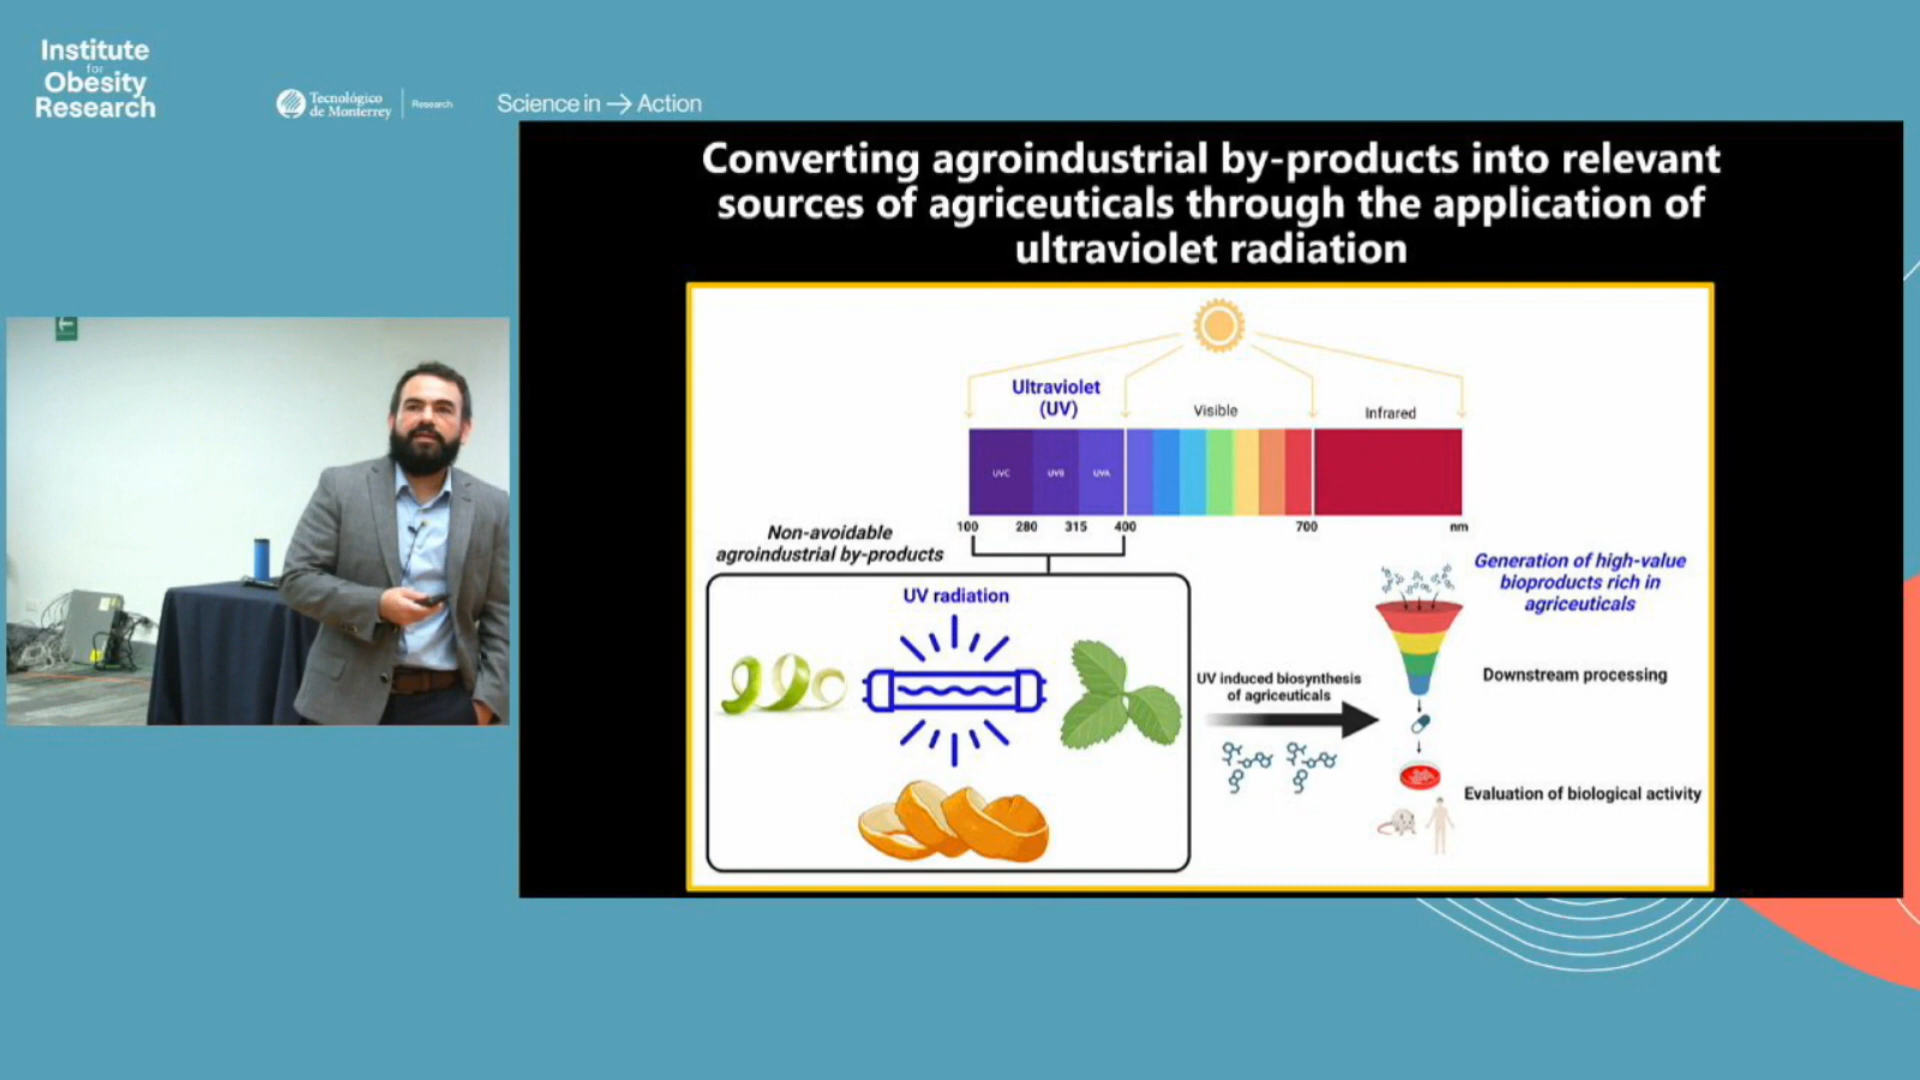 Institute
for
Obesity
Research
Tecnológico
de Monterrey
Research
Science in → Action
Converting agroindustrial by-products into relevant
sources of agriceuticals through the application of
ultraviolet radiation
Ultraviolet
(UV)
Visible
Infrared
UVC
UVB
UVA
100
280
315
400
700
nm
Non-avoidable
agroindustrial by-products
UV radiation
UV induced biosynthesis
of agriceuticals
Generation of high-value
bioproducts rich in
agriceuticals
Downstream processing
Evaluation of biological activity